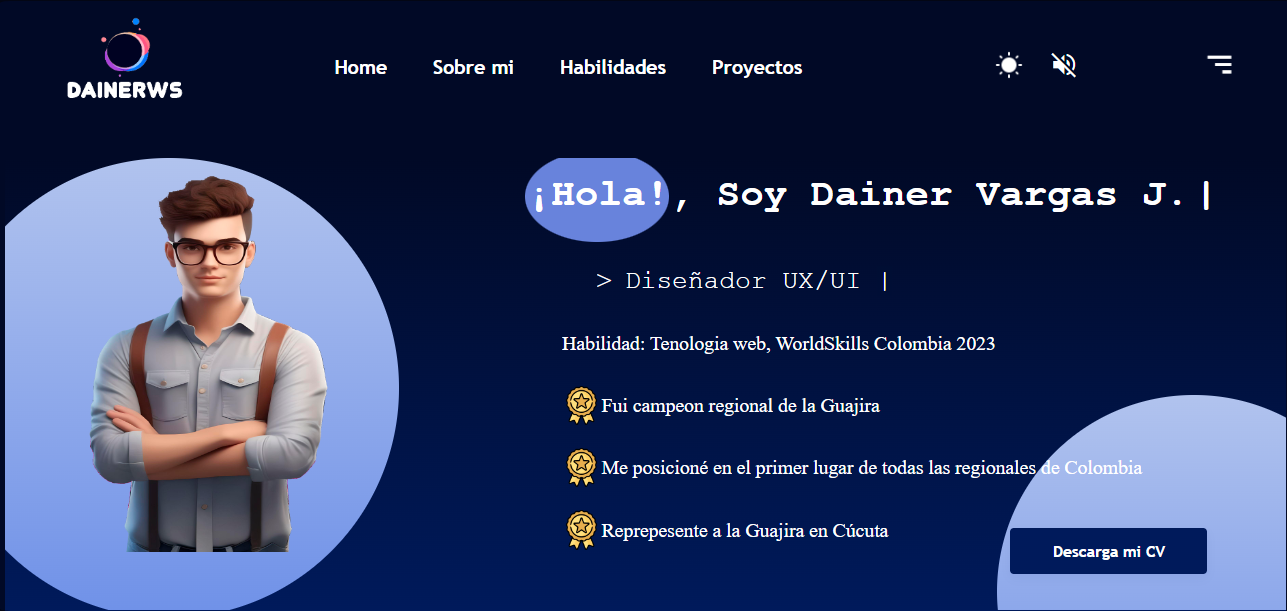 DAINERWS
Home Sobre mi Habilidades Proyectos
¡Hola!, Soy Dainer Vargas J. |
> Diseñador UX/UI |
Habilidad: Tenologia web, WorldSkills Colombia 2023
Fui campeon regional de la Guajira
Me posicioné en el primer lugar de todas las regionales de Colombia
Reprepesente a la Guajira en Cúcuta
Descarga mi CV